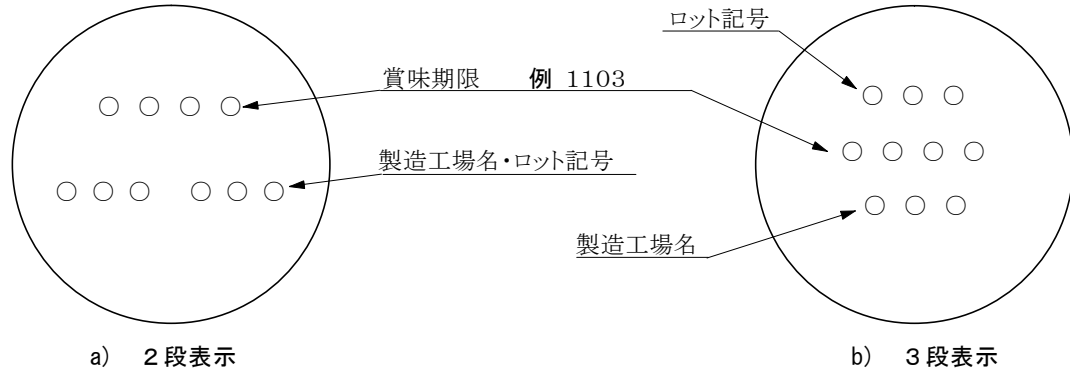 ロット記号
賞味期限　例 1103
製造工場名・ロット記号
製造工場名
a)　2段表示
b)　3段表示